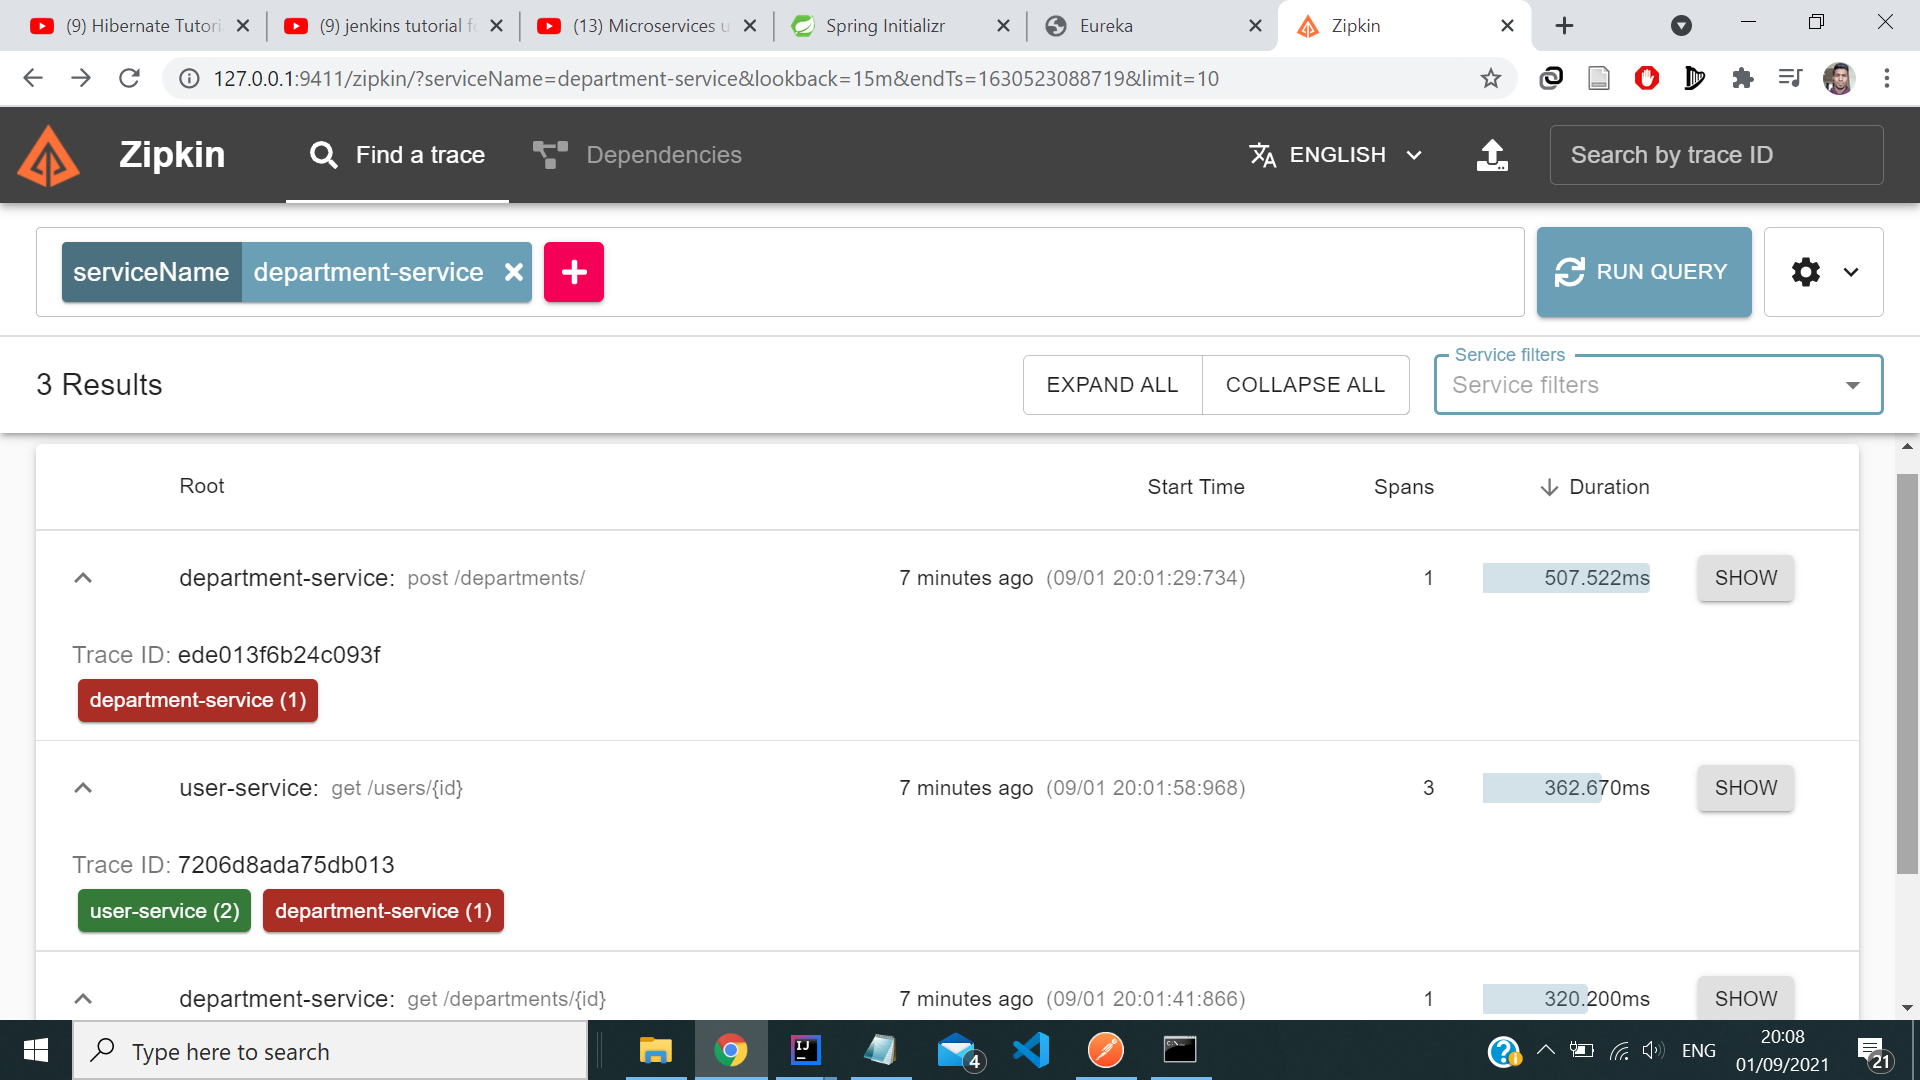 (9) Hibernate Tutori
(9) jenkins tutorial fo
(13) Microservices u
Spring Initializr
Eureka
Zipkin
127.0.0.1:9411/zipkin/?serviceName=department-service&lookback=15m&endTs=1630523088719&limit=10
Zipkin
Find a trace
Dependencies
ENGLISH
Search by trace ID
serviceName department-service
RUN QUERY
3 Results
EXPAND ALL
COLLAPSE ALL
Service filters
Service filters
Root Start Time Spans Duration
department-service: post /departments/ 7 minutes ago (09/01 20:01:29:734) 1 507.522ms SHOW
Trace ID: ede013f6b24c093f
department-service (1)
user-service: get /users/{id} 7 minutes ago (09/01 20:01:58:968) 3 362.670ms SHOW
Trace ID: 7206d8ada75db013
user-service (2) department-service (1)
department-service: get /departments/{id} 7 minutes ago (09/01 20:01:41:866) 1 320.200ms SHOW
Type here to search
IJ
4
ENG
20:08
01/09/2021
21